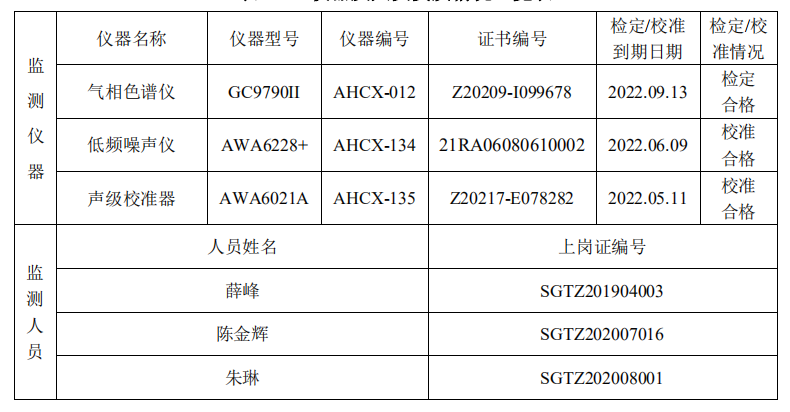 仪器名称 仪器型号 仪器编号 证书编号 检定/校准到期日期 检定/校准情况
监测仪器
气相色谱仪 GC9790II AHCX-012 Z20209-I099678 2022.09.13 检定合格
低频噪声仪 AWA6228+ AHCX-134 21RA06080610002 2022.06.09 校准合格
声级校准器 AWA6021A AHCX-135 Z20217-E078282 2022.05.11 校准合格
监测人员
人员姓名 上岗证编号
薛峰 SGTZ201904003
陈金辉 SGTZ202007016
朱琳 SGTZ202008001